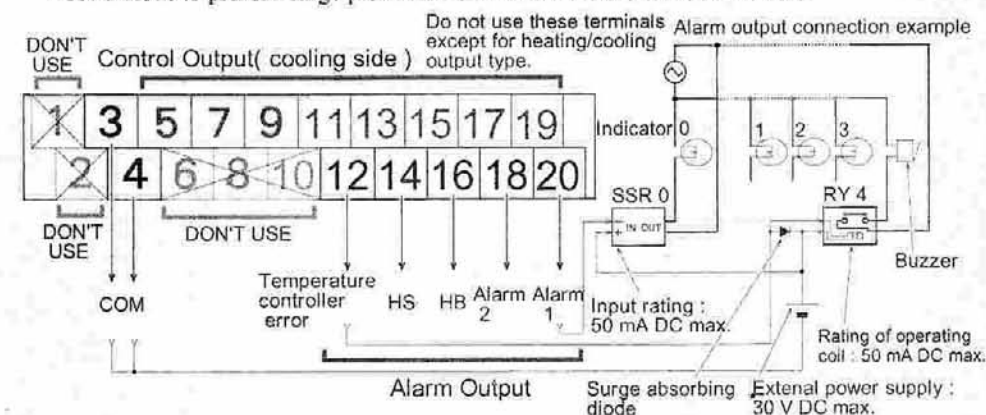 Do not use these terminals
except for heating/cooling
output type.
Alarm output connection example
DON'T
USE
Control Output( cooling side )
1 3 5 7 9 11 13 15 17 19
2 4 6 8 10 12 14 16 18 20
Indicator 0
1 2 3
SSR 0
IN OUT
RY 4
Buzzer
DON'T
USE
DON'T USE
COM
Temperature
controller
error
HS
HB
Alarm
2
Alarm
1
Input rating :
50 mA DC max.
Rating of operating
coil : 50 mA DC max.
Alarm Output
Surge absorbing
diode
Extenal power supply :
30 V DC max.